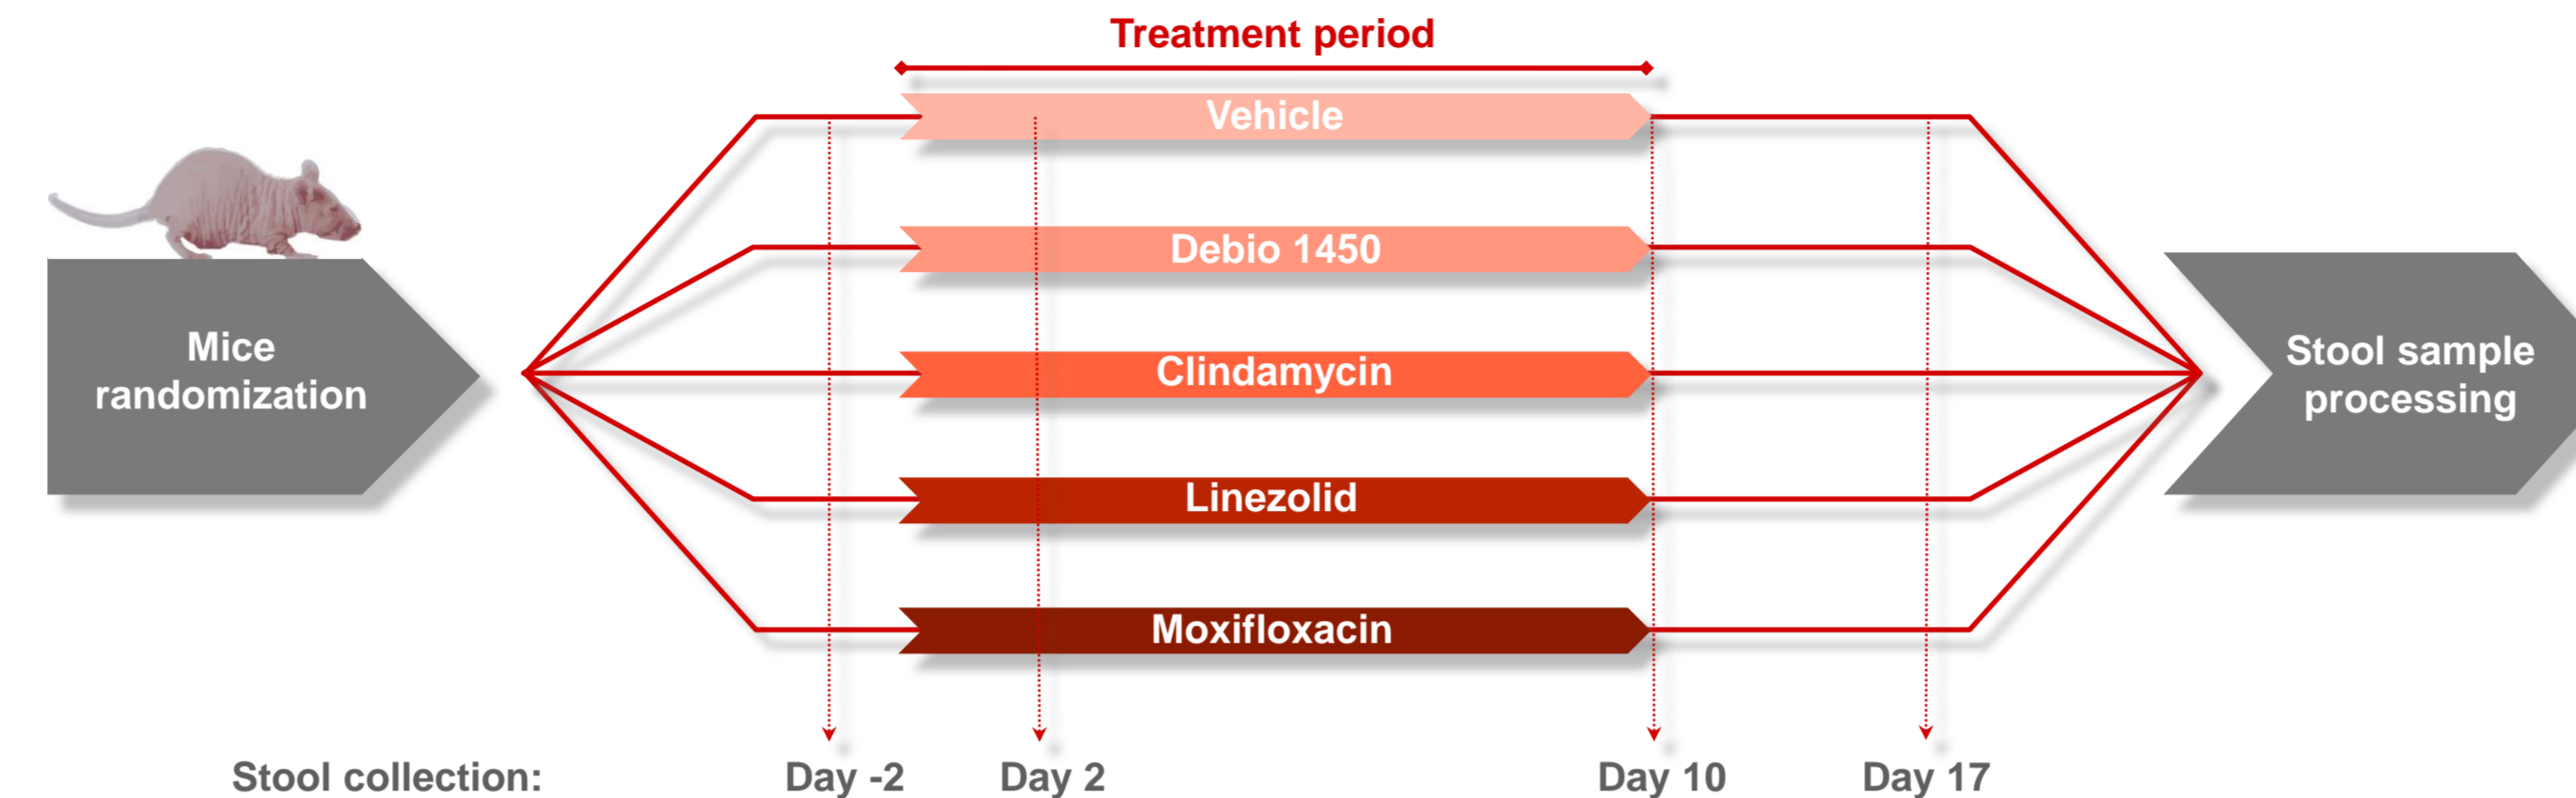 Treatment period
Vehicle
Debio 1450
Clindamycin
Linezolid
Moxifloxacin
Mice
randomization
Stool sample
processing
Stool collection: Day -2 Day 2 Day 10 Day 17